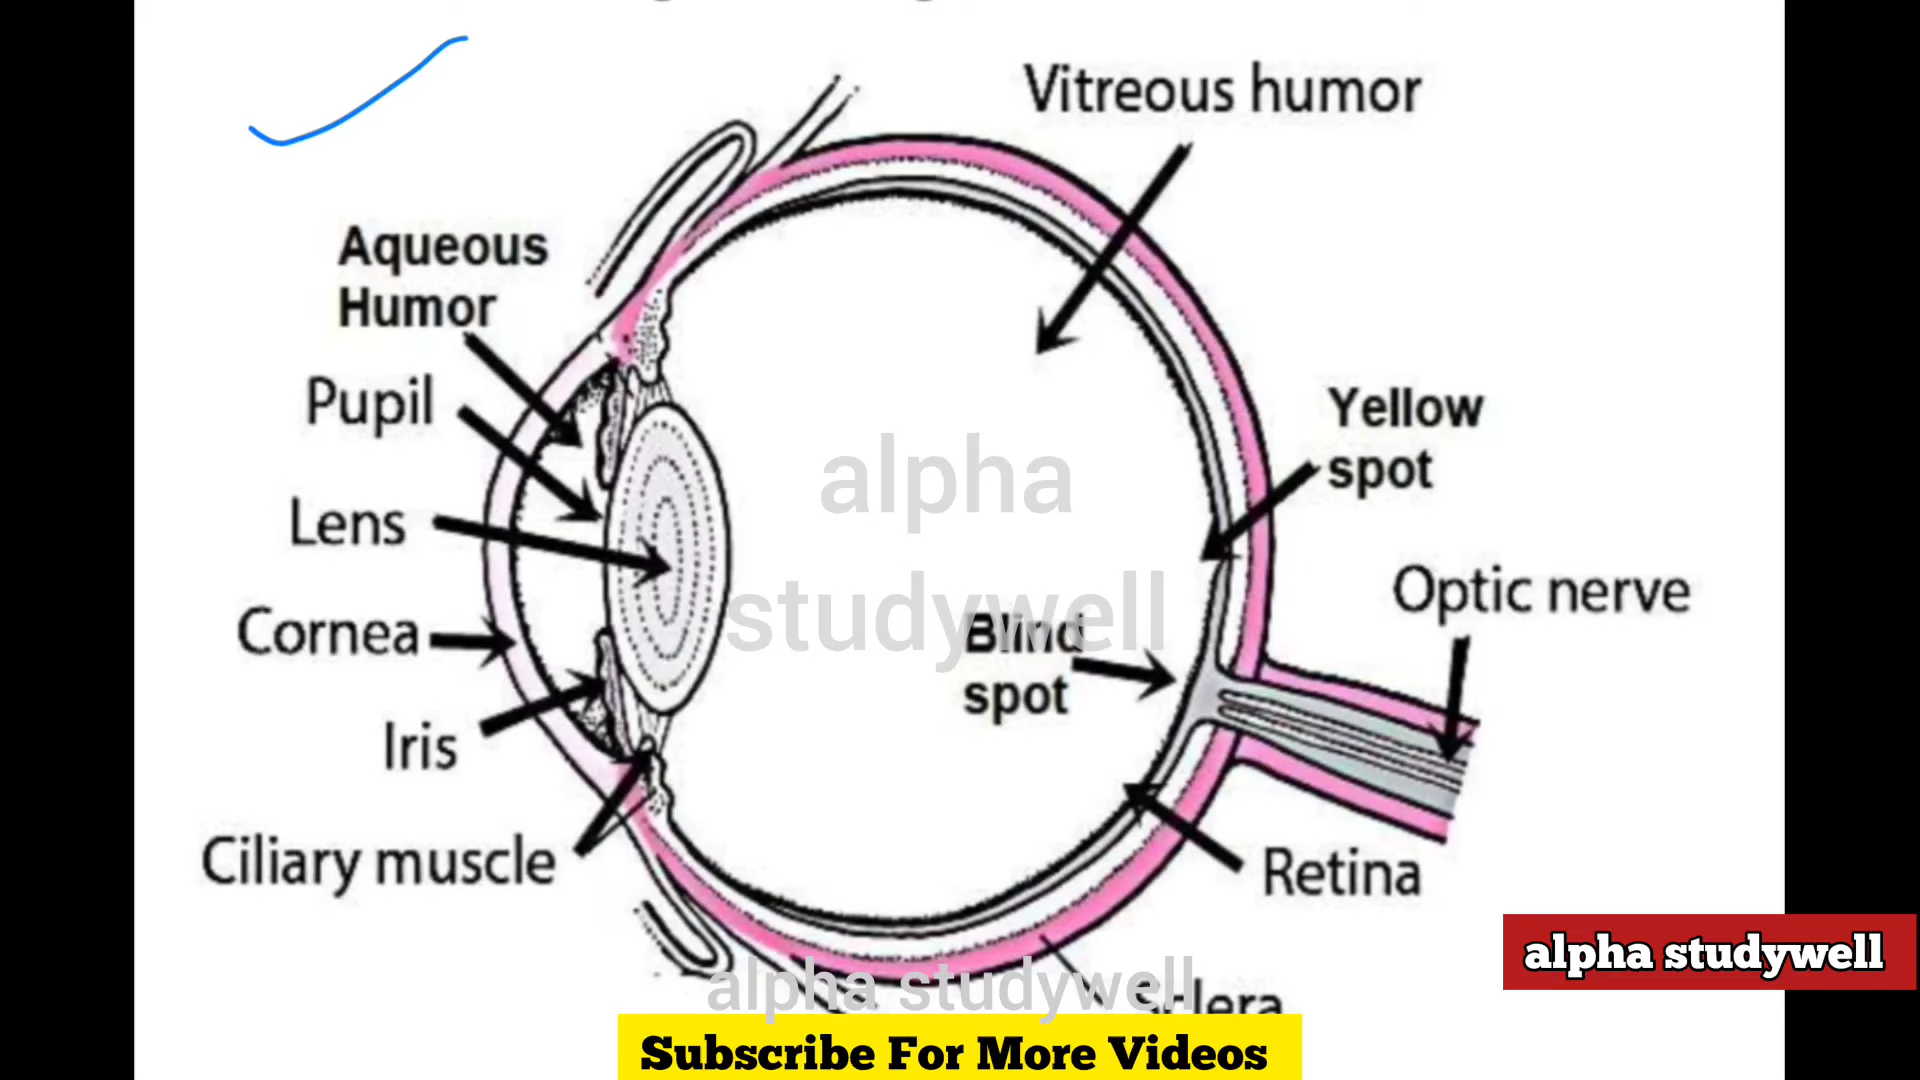 Vitreous humor
Aqueous
Humor
Pupil
Yellow
spot
alpha
Lens
Optic nerve
studywell
Cornea
Blind
spot
Iris
Ciliary muscle
Retina
alpha studywell
alpha studywell
Sclera
Subscribe For More Videos